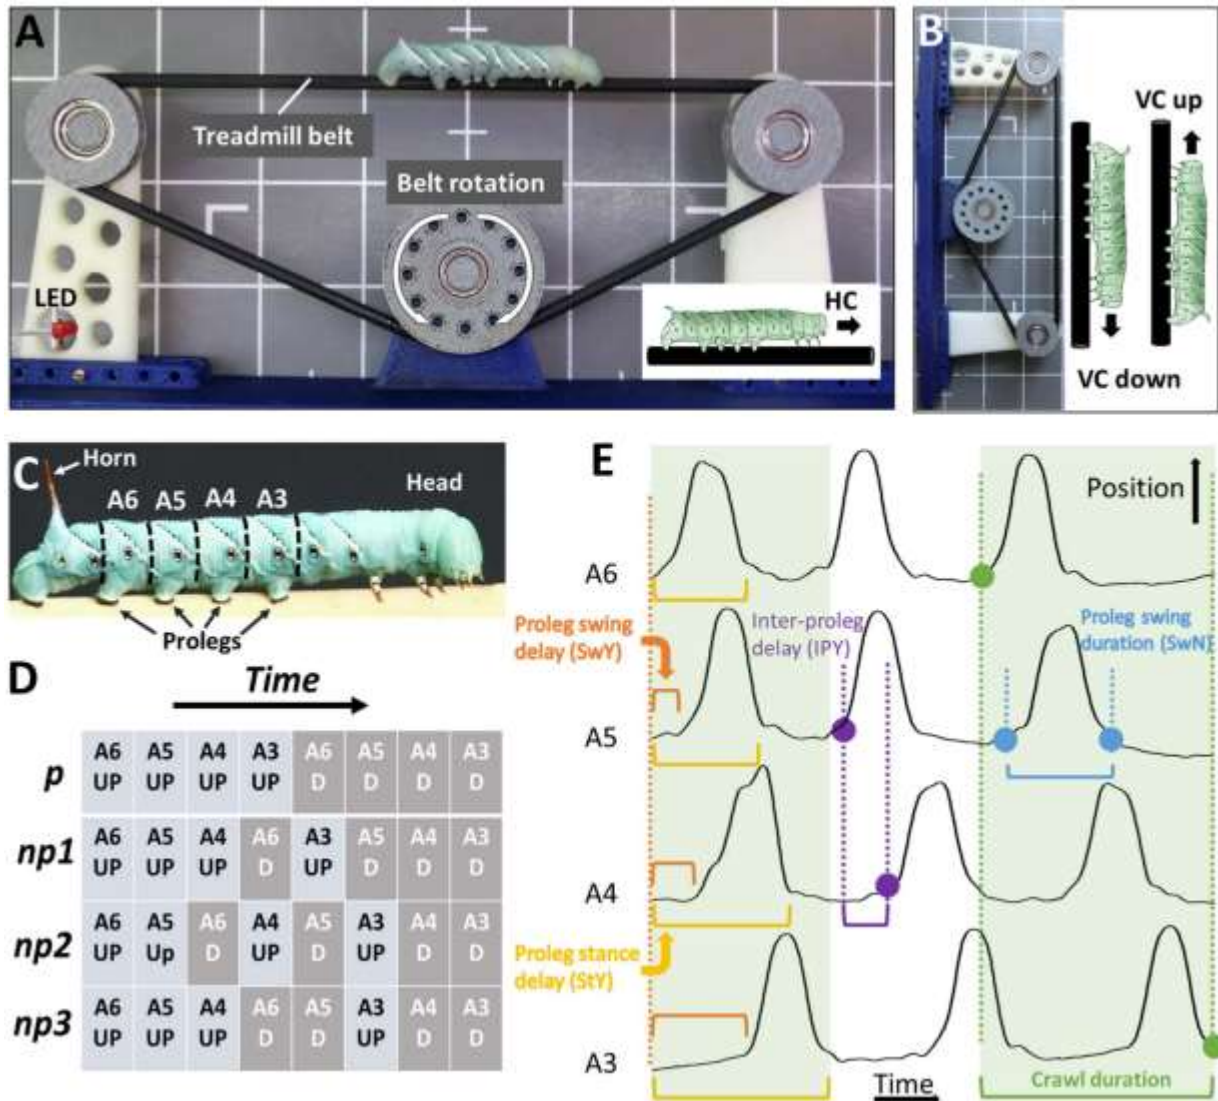 A
Treadmill belt
Belt rotation
LED
HC
B
VC up
VC down
C
Horn
A6 A5 A4 A3
Head
Prolegs
D
Time
p
A6 A5 A4 A3 A6 A5 A4 A3
UP UP UP UP D D D D
np1
A6 A5 A4 A6 A3 A5 A4 A3
UP UP UP D UP D D D
np2
A6 A5 A6 A4 A5 A3 A4 A3
UP Up D UP D UP D D
np3
A6 A5 A4 A6 A5 A3 A4 A3
UP UP UP D D UP D D
E
Position
A6
Proleg swing
delay (SwY)
Inter-proleg
delay (IPY)
Proleg swing
duration (SwN)
A5
A4
Proleg stance
delay (StY)
A3
Time
Crawl duration